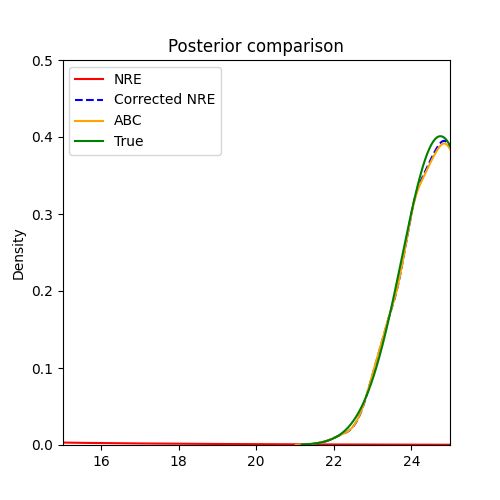 Posterior comparison
NRE
Corrected NRE
ABC
True
Density
0.5
0.4
0.3
0.2
0.1
0.0
16 18 20 22 24